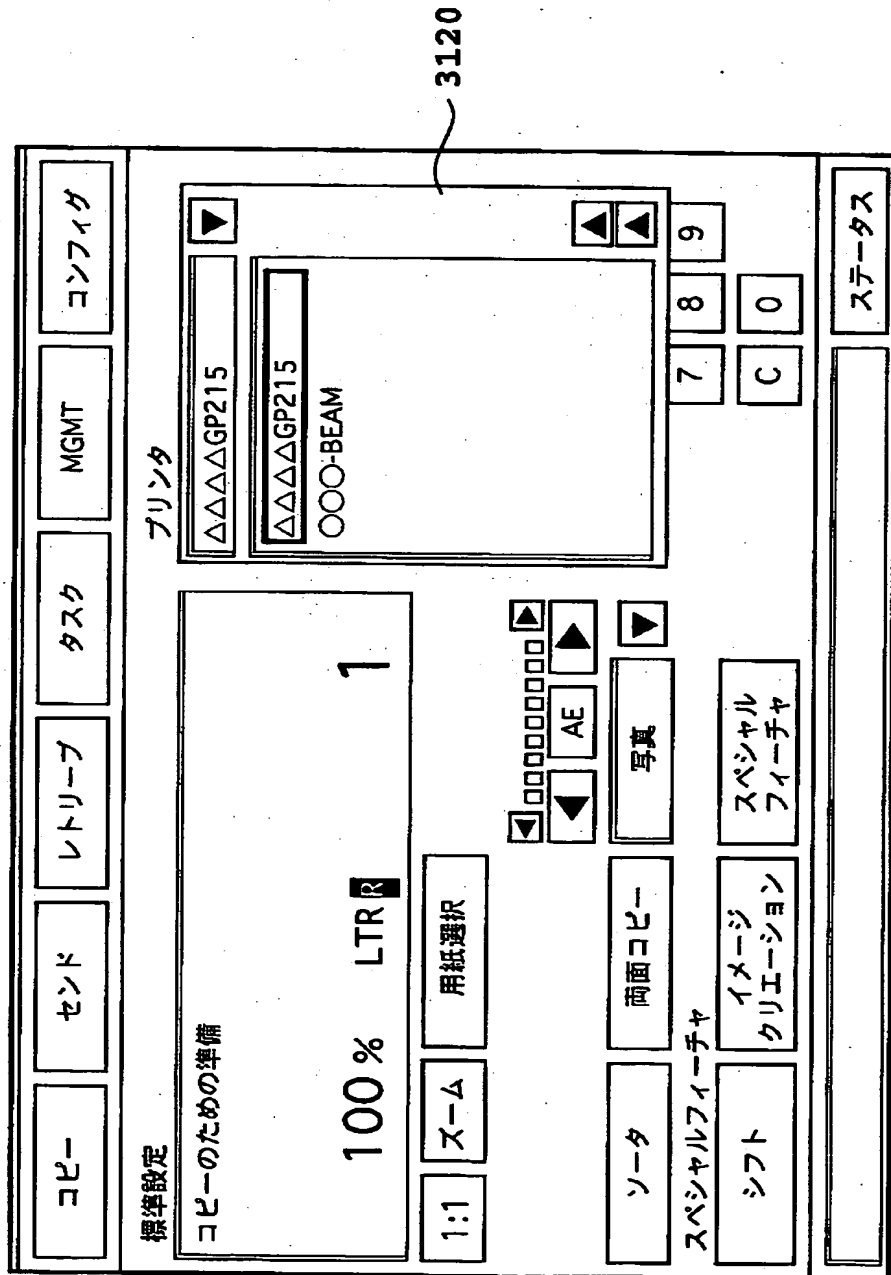 コピー
センド
レトリーブ
タスク
MGMT
コンフィグ
標準設定
プリンタ
コピーのための準備
100% LTR R
1
△△△△GP215
△△△△GP215
○○○-BEAM
3120
1:1
ズーム
用紙選択
AE
ソータ
両面コピー
写真
7
8
9
C
0
スペシャルフィーチャ
シフト
イメージ
クリエーション
スペシャル
フィーチャ
ステータス